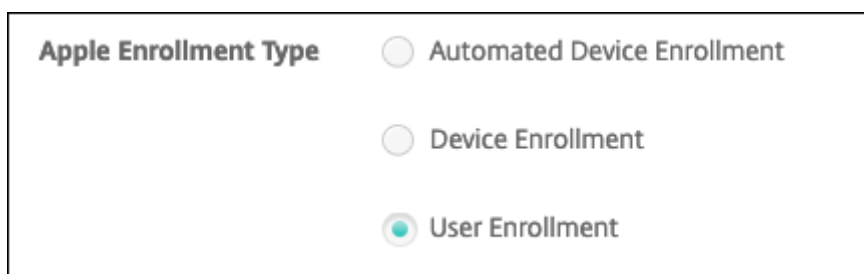 Apple Enrollment Type Automated Device Enrollment
Device Enrollment
User Enrollment